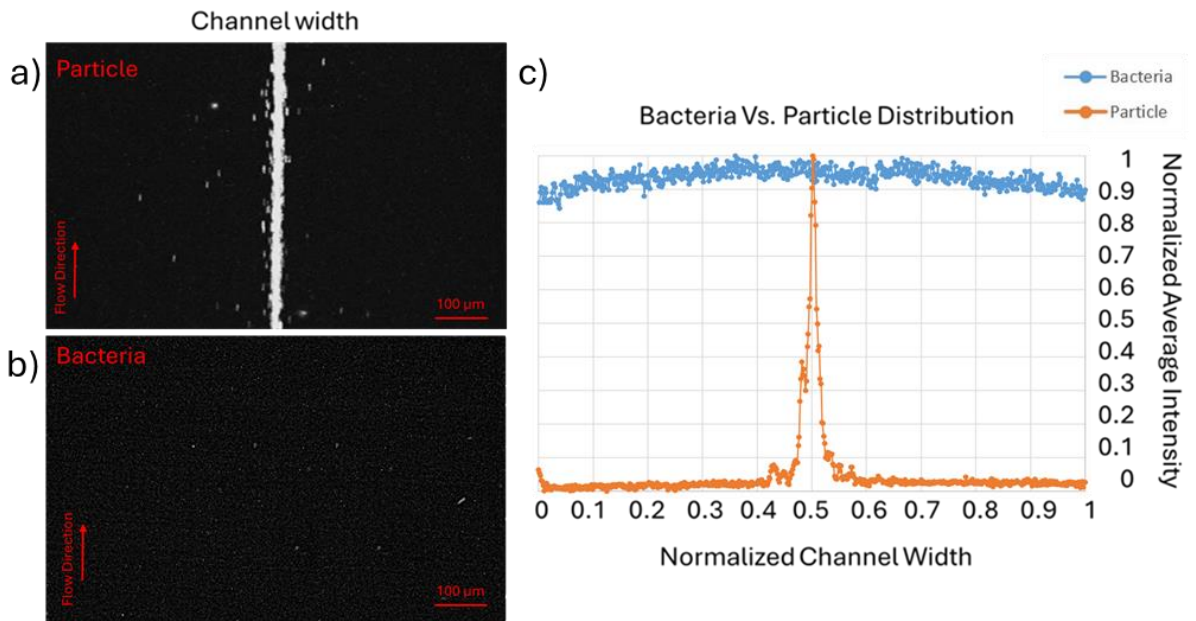 Channel width
a)
Particle
Flow Direction
100 μm
b)
Bacteria
Flow Direction
100 μm
c)
Bacteria
Particle
Bacteria Vs. Particle Distribution
1
0.9
0.8
0.7
0.6
0.5
0.4
0.3
0.2
0.1
0
Normalized Average Intensity
0 0.1 0.2 0.3 0.4 0.5 0.6 0.7 0.8 0.9 1
Normalized Channel Width